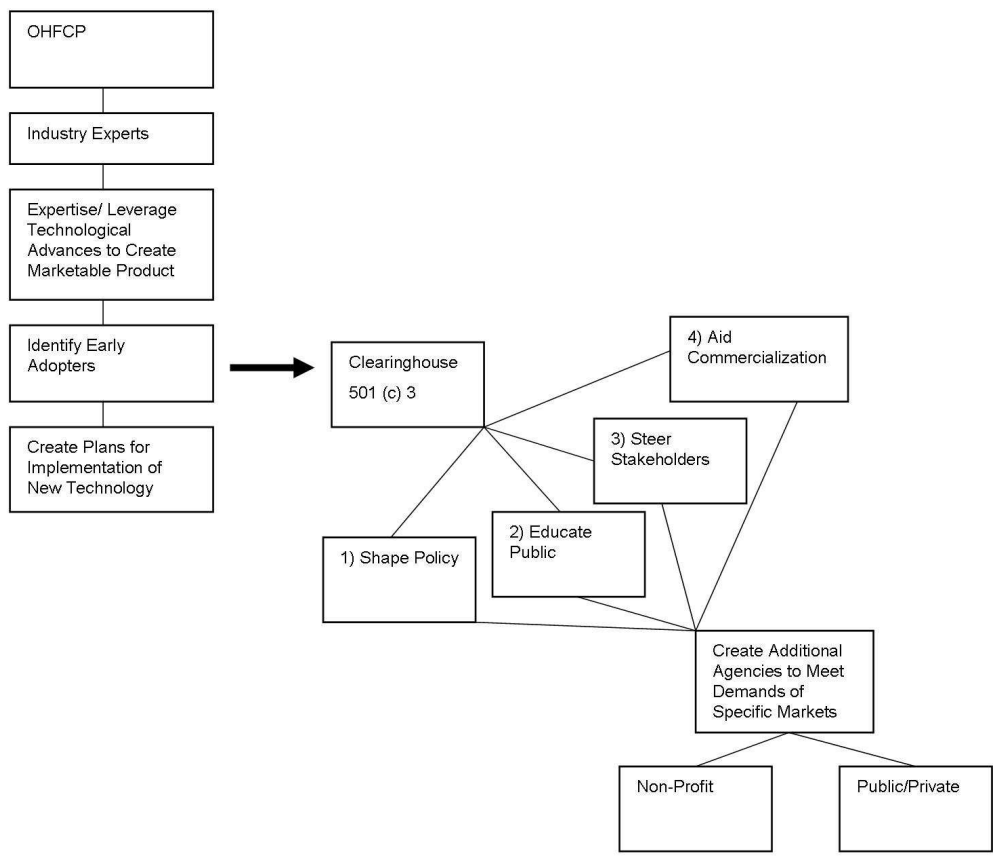 OHFCP
Industry Experts
Expertise/ Leverage
Technological
Advances to Create
Marketable Product
Identify Early
Adopters
Create Plans for
Implementation of
New Technology
Clearinghouse
501 (c) 3
4) Aid
Commercialization
3) Steer
Stakeholders
2) Educate
Public
1) Shape Policy
Create Additional
Agencies to Meet
Demands of
Specific Markets
Non-Profit
Public/Private